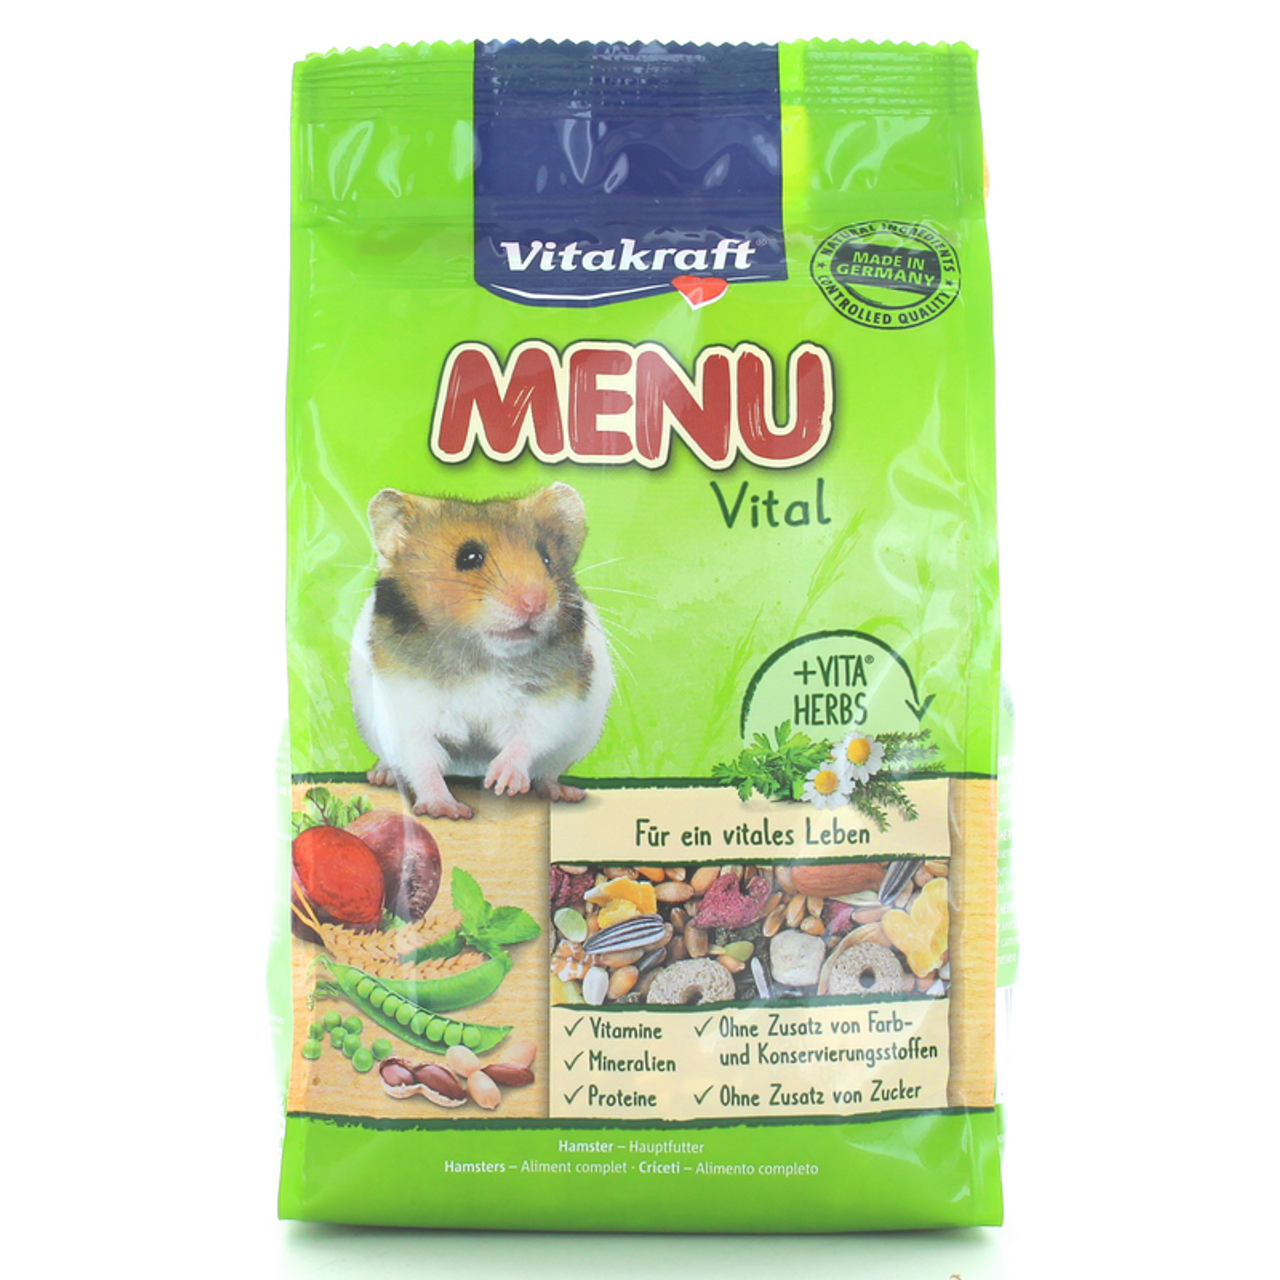 Vitakraft®
NATURAL INGREDIENTS
MADE IN
GERMANY
CONTROLLED QUALITY
MENU
Vital
+VITA®
HERBS
Für ein vitales Leben
✓ Vitamine
✓ Mineralien
✓ Proteine
✓ Ohne Zusatz von Farb-
und Konservierungsstoffen
✓ Ohne Zusatz von Zucker
Hamster – Hauptfutter
Hamsters – Aliment complet · Criceti – Alimento completo